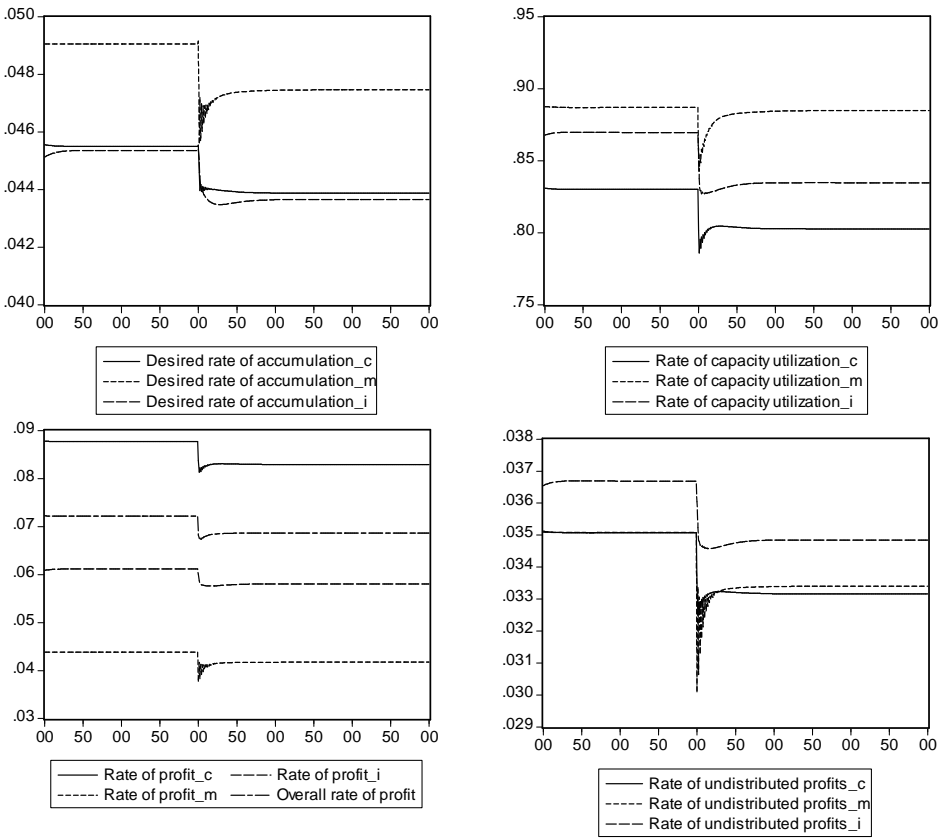 .050
.048
.046
.044
.042
.040
00 50 00 50 00 50 00 50 00 50 00
Desired rate of accumulation_c
Desired rate of accumulation_m
Desired rate of accumulation_i
.95
.90
.85
.80
.75
00 50 00 50 00 50 00 50 00 50 00
Rate of capacity utilization_c
Rate of capacity utilization_m
Rate of capacity utilization_i
.09
.08
.07
.06
.05
.04
.03
00 50 00 50 00 50 00 50 00 50 00
Rate of profit_c Rate of profit_i
Rate of profit_m Overall rate of profit
.038
.037
.036
.035
.034
.033
.032
.031
.030
.029
00 50 00 50 00 50 00 50 00 50 00
Rate of undistributed profits_c
Rate of undistributed profits_m
Rate of undistributed profits_i